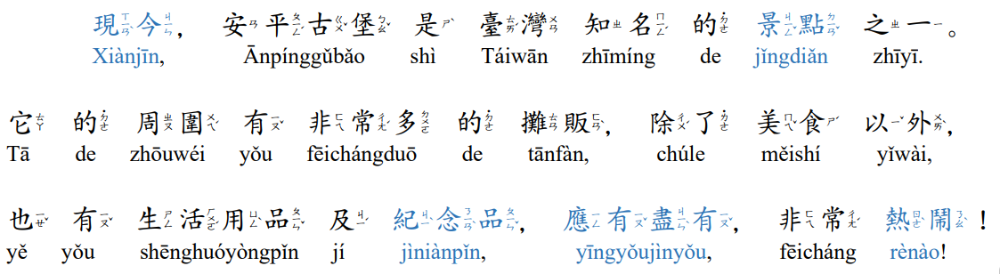 現今，安平古堡是臺灣知名的景點之一。
Xiànjīn, Ānpínggǔbǎo shì Táiwān zhīmíng de jǐngdiǎn zhīyī.
它的周圍有非常多的攤販，除了美食以外，
Tā de zhōuwéi yǒu fēichángduō de tānfàn, chúle měishí yǐwài,
也有生活用品及紀念品，應有盡有，非常熱鬧！
yě yǒu shēnghuóyòngpǐn jí jìniànpǐn, yīngyǒujìnyǒu, fēicháng rènào!